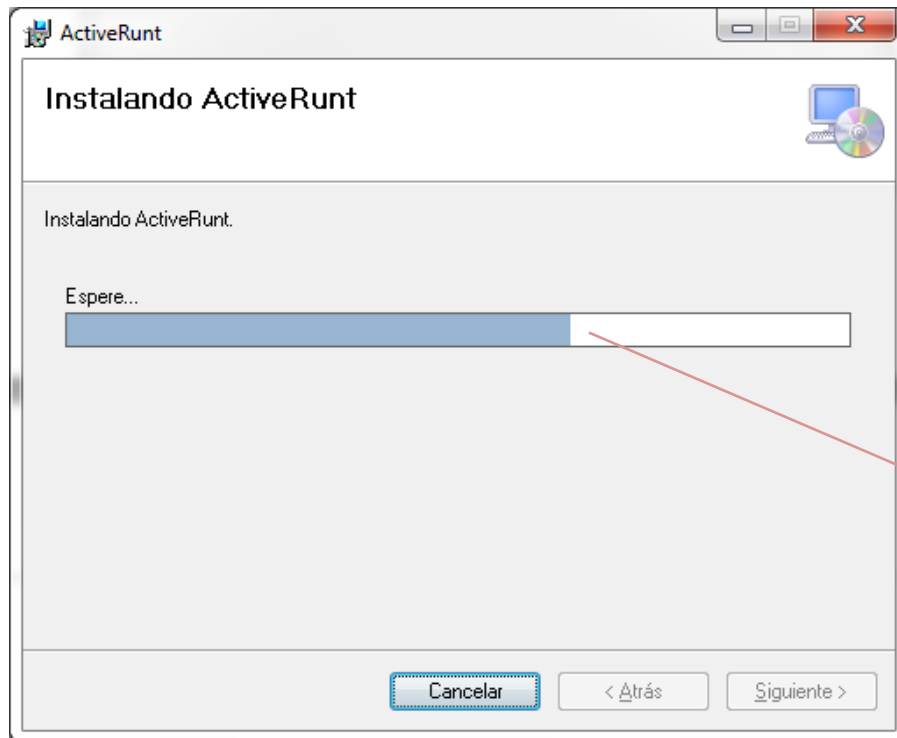 ActiveRunt
Instalando ActiveRunt
Instalando ActiveRunt.
Espere...
Cancelar
< Atrás
Siguiente >